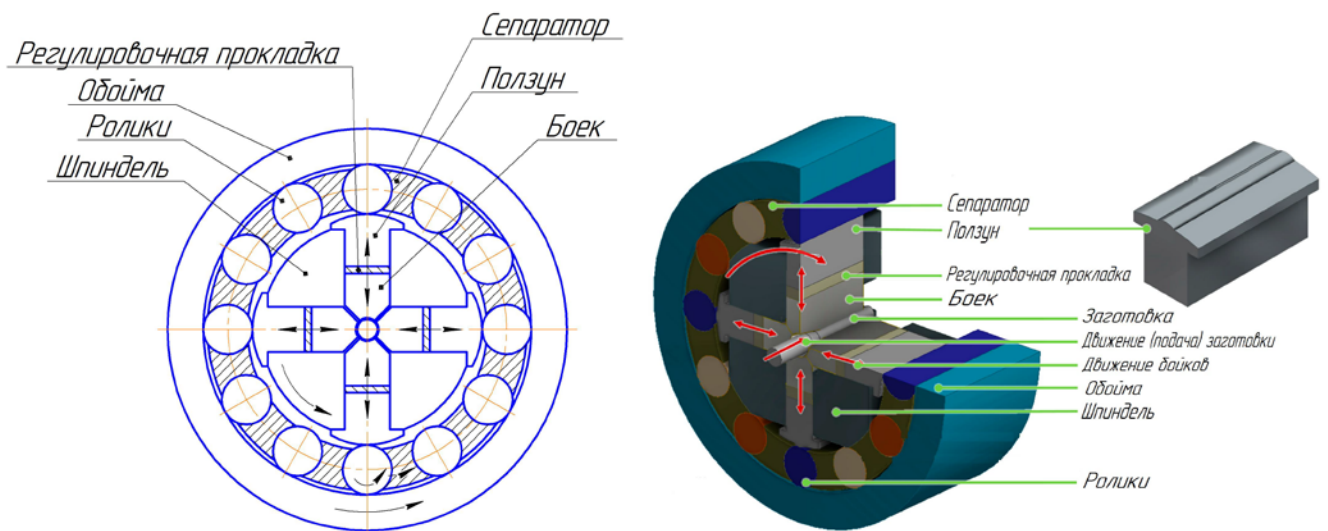 Сепаратор
Регулировочная прокладка
Ползун
Обойма
Ролики
Боек
Шпиндель
Сепаратор
Ползун
Регулировочная прокладка
Боек
Заготовка
Движение (подача) заготовки
Движение бойков
Обойма
Шпиндель
Ролики